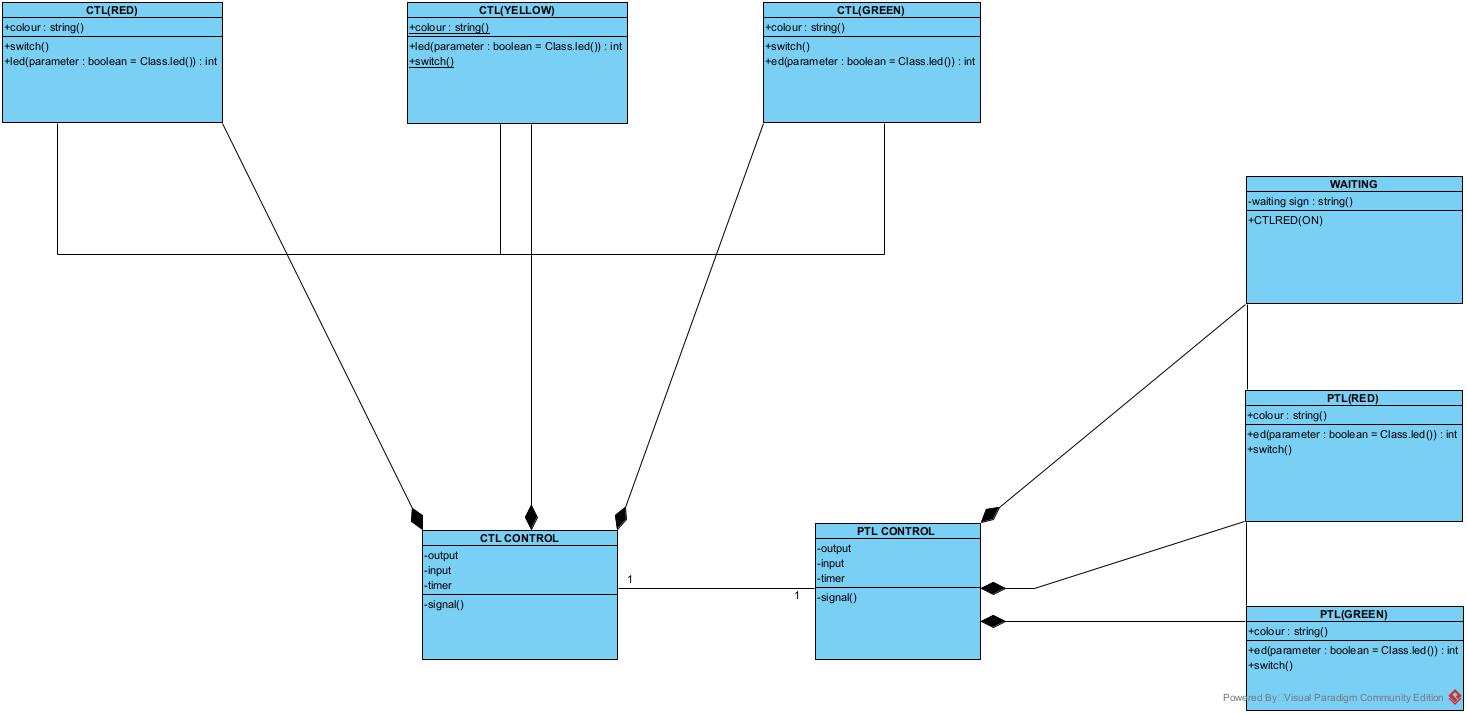 CTL(RED)
+colour : string()
+switch()
+led(parameter : boolean = Class.led()) : int
CTL(YELLOW)
+colour : string()
+led(parameter : boolean = Class.led()) : int
+switch()
CTL(GREEN)
+colour : string()
+switch()
+ed(parameter : boolean = Class.led()) : int
WAITING
-waiting sign : string()
+CTLRED(ON)
PTL(RED)
+colour : string()
+ed(parameter : boolean = Class.led()) : int
+switch()
CTL CONTROL
-output
-input
-timer
-signal()
1
1
PTL CONTROL
-output
-input
-timer
-signal()
PTL(GREEN)
+colour : string()
+ed(parameter : boolean = Class.led()) : int
+switch()
Powered By: Visual Paradigm Community Edition